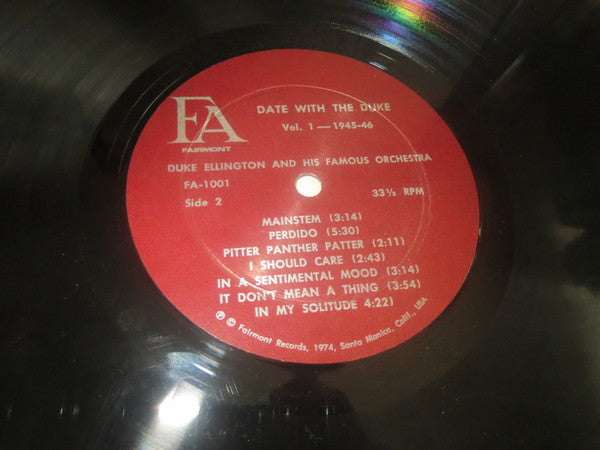 FA
FAIRMONT
DATE WITH THE DUKE
Vol. 1 — 1945-46
DUKE ELLINGTON AND HIS FAMOUS ORCHESTRA
FA-1001
Side 2
33⅓ RPM
MAINSTEM (3:14)
PERDIDO (5:30)
PITTER PANTHER PATTER (2:11)
I SHOULD CARE (2:43)
IN A SENTIMENTAL MOOD (3:14)
IT DON'T MEAN A THING (3:54)
IN MY SOLITUDE 4:22)
℗ © Fairmont Records, 1974, Santa Monica, Calif., USA